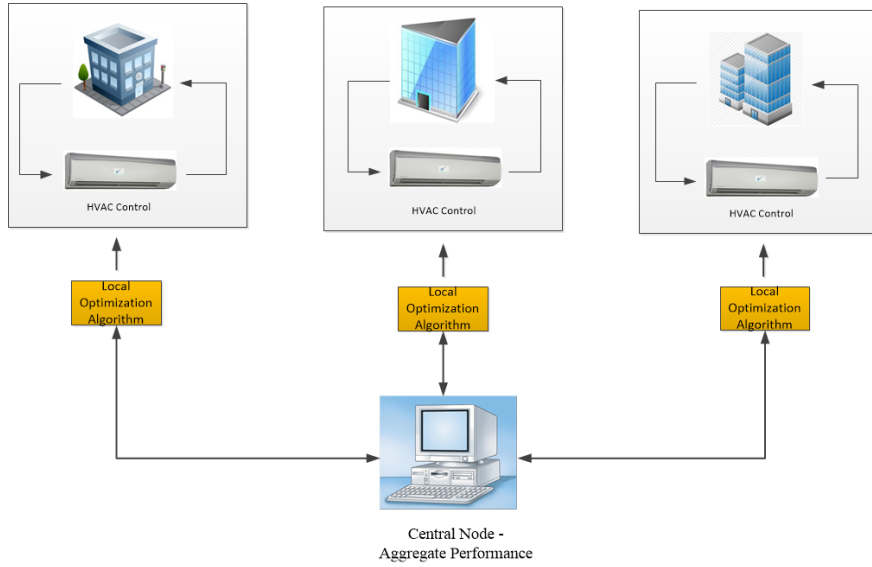 HVAC Control
HVAC Control
HVAC Control
Local
Optimization
Algorithm
Local
Optimization
Algorithm
Local
Optimization
Algorithm
Central Node -
Aggregate Performance